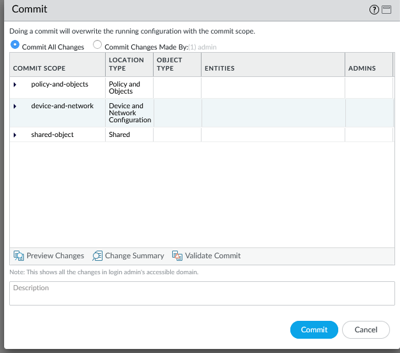 Commit
Doing a commit will overwrite the running configuration with the commit scope.
Commit All Changes Commit Changes Made By:(1) admin
COMMIT SCOPE LOCATION TYPE OBJECT TYPE ENTITIES ADMINS
policy-and-objects Policy and Objects
device-and-network Device and Network Configuration
shared-object Shared
Preview Changes Change Summary Validate Commit
Note: This shows all the changes in login admin's accessible domain.
Description
Commit Cancel